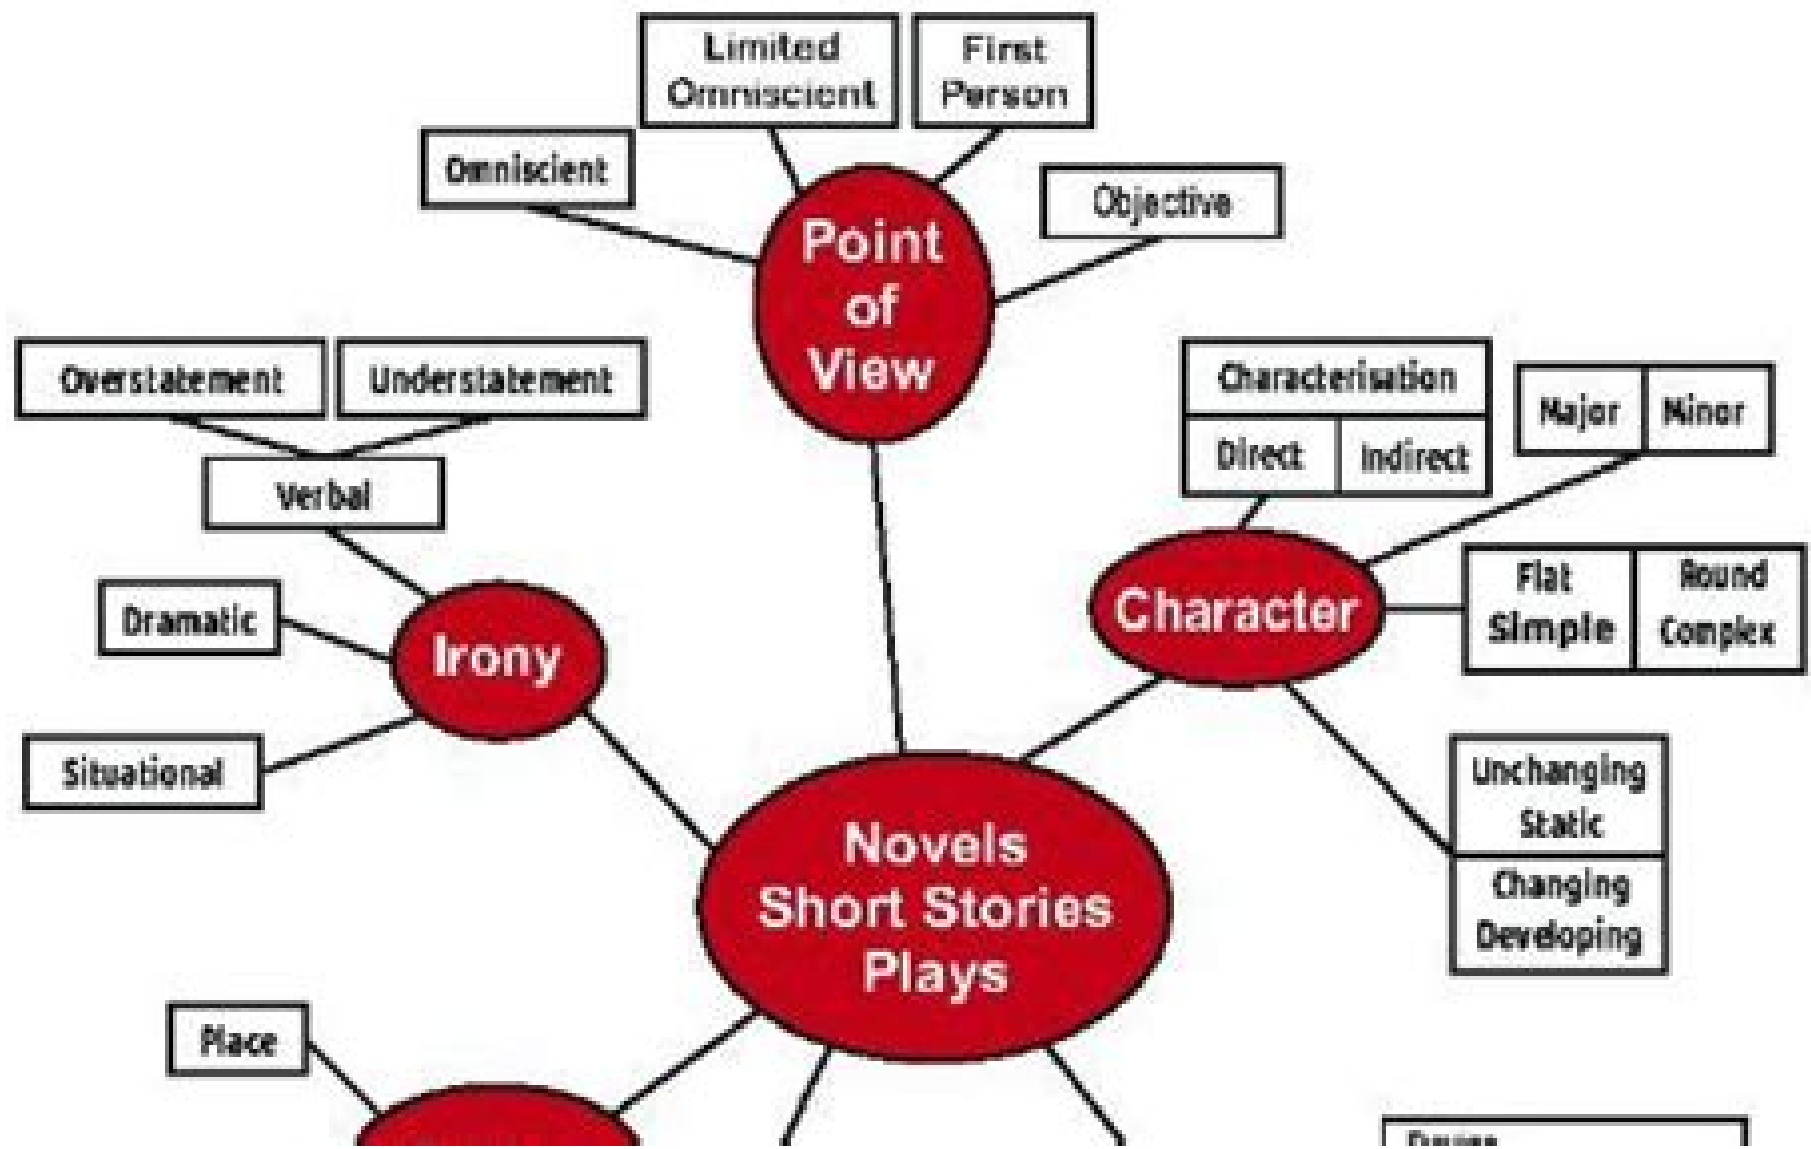 Limited
Omniscient
First
Person
Omniscient
Objective
Point
of
View
Overstatement
Understatement
Characterisation
Direct
Indirect
Major
Minor
Verbal
Flat
Simple
Round
Complex
Dramatic
Irony
Character
Situational
Unchanging
Static
Changing
Developing
Novels
Short Stories
Plays
Place